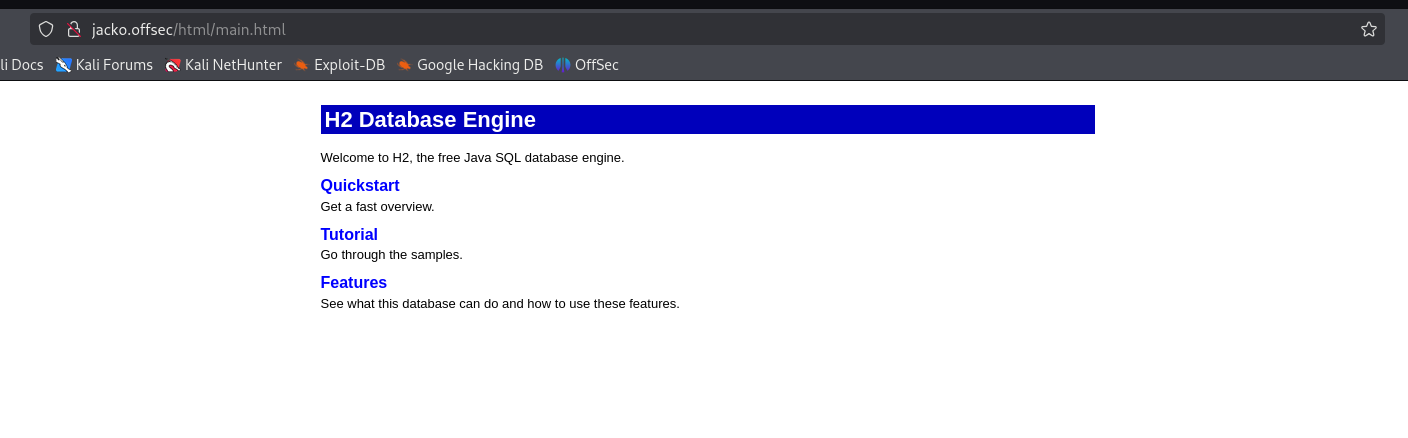 jacko.offsec/html/main.html
li Docs Kali Forums Kali NetHunter Exploit-DB Google Hacking DB OffSec
H2 Database Engine
Welcome to H2, the free Java SQL database engine.
Quickstart
Get a fast overview.
Tutorial
Go through the samples.
Features
See what this database can do and how to use these features.